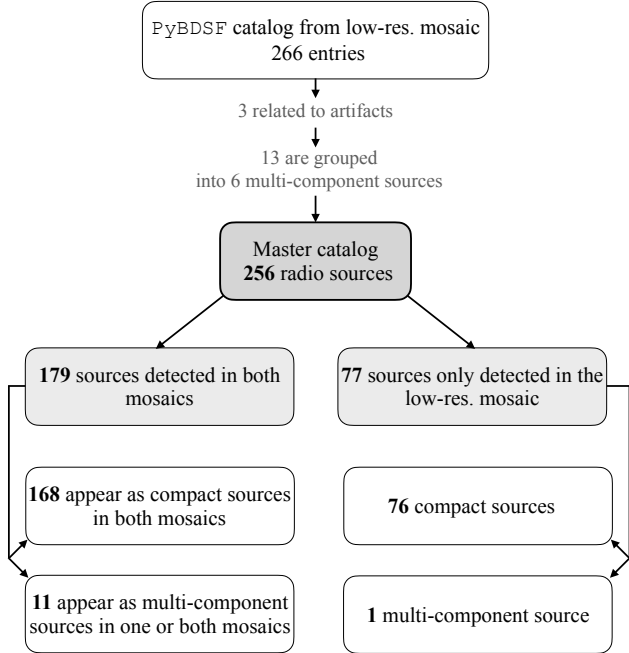 PyBDSF catalog from low-res. mosaic
266 entries
3 related to artifacts
13 are grouped
into 6 multi-component sources
Master catalog
256 radio sources
179 sources detected in both
mosaics
77 sources only detected in the
low-res. mosaic
168 appear as compact sources
in both mosaics
76 compact sources
11 appear as multi-component
sources in one or both mosaics
1 multi-component source